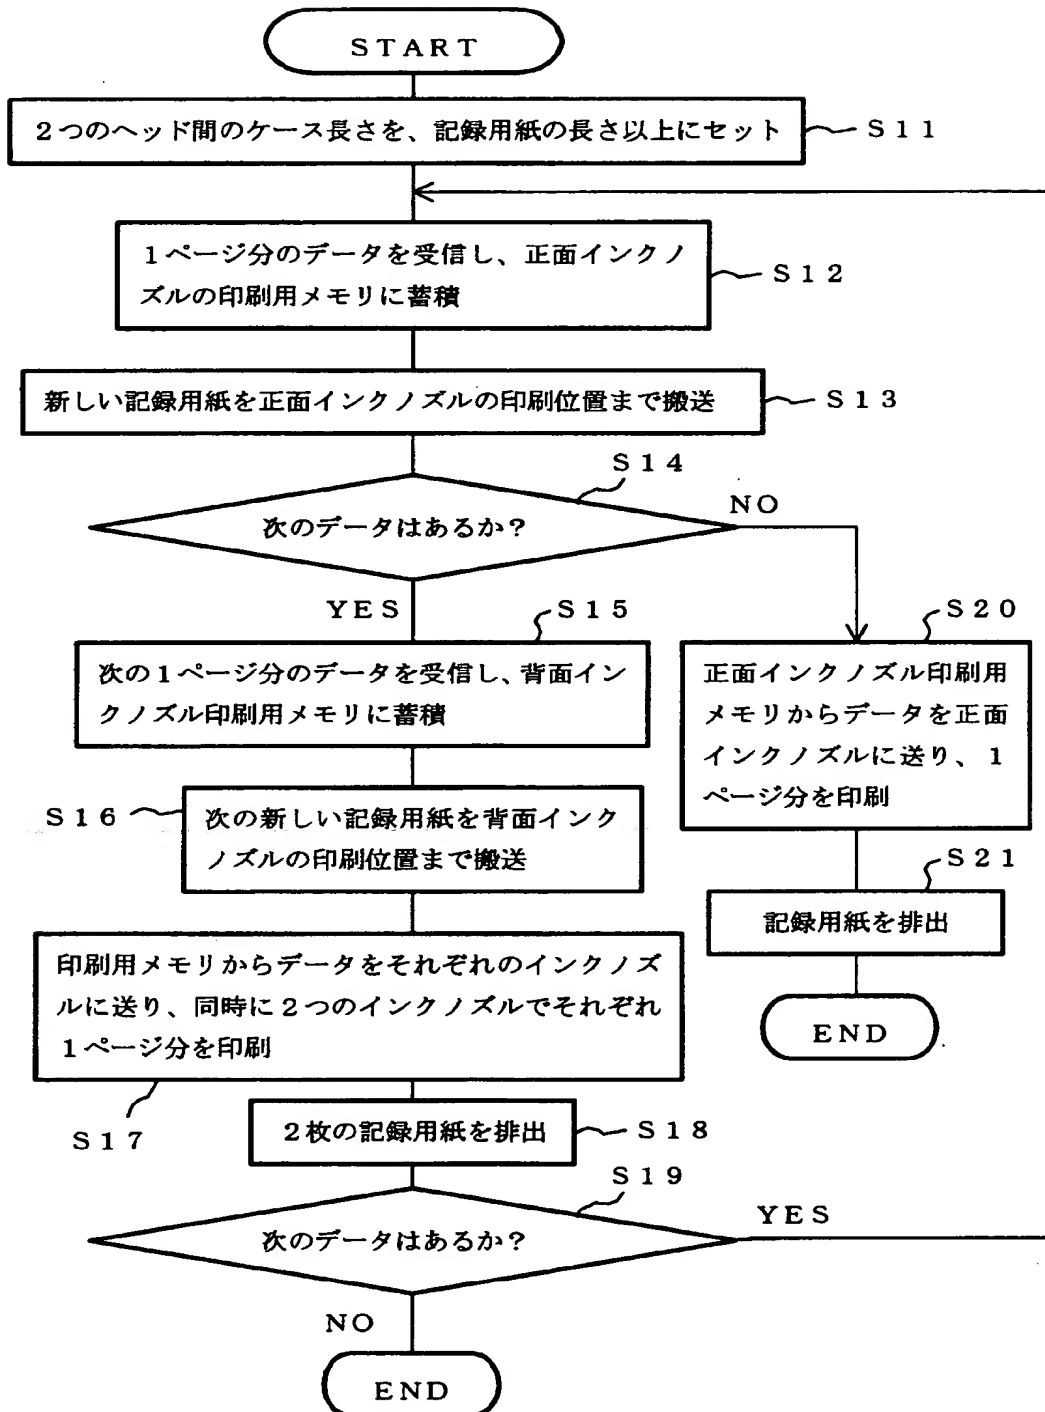 START
2つのヘッド間のケース長さを、記録用紙の長さ以上にセット
S11
1ページ分のデータを受信し、正面インクノ
ズルの印刷用メモリに蓄積
S12
新しい記録用紙を正面インクノズルの印刷位置まで搬送
S13
S14
次のデータはあるか?
NO
YES
S15
次の1ページ分のデータを受信し、背面イン
クノズル印刷用メモリに蓄積
S20
正面インクノズル印刷用
メモリからデータを正面
インクノズルに送り、1
ページ分を印刷
S16
次の新しい記録用紙を背面インク
ノズルの印刷位置まで搬送
S21
記録用紙を排出
END
印刷用メモリからデータをそれぞれのインクノズ
ルに送り、同時に2つのインクノズルでそれぞれ
1ページ分を印刷
S17
2枚の記録用紙を排出
S18
S19
次のデータはあるか?
YES
NO
END